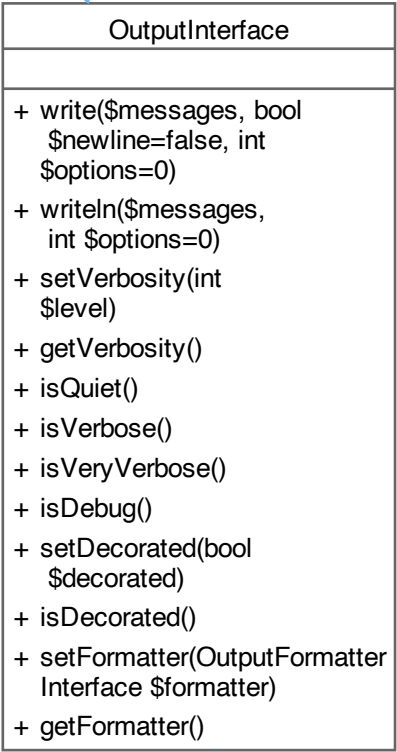 OutputInterface
+ write($messages, bool
$newline=false, int
$options=0)
+ writeln($messages,
int $options=0)
+ setVerbosity(int
$level)
+ getVerbosity()
+ isQuiet()
+ isVerbose()
+ isVeryVerbose()
+ isDebug()
+ setDecorated(bool
$decorated)
+ isDecorated()
+ setFormatter(OutputFormatter
Interface $formatter)
+ getFormatter()